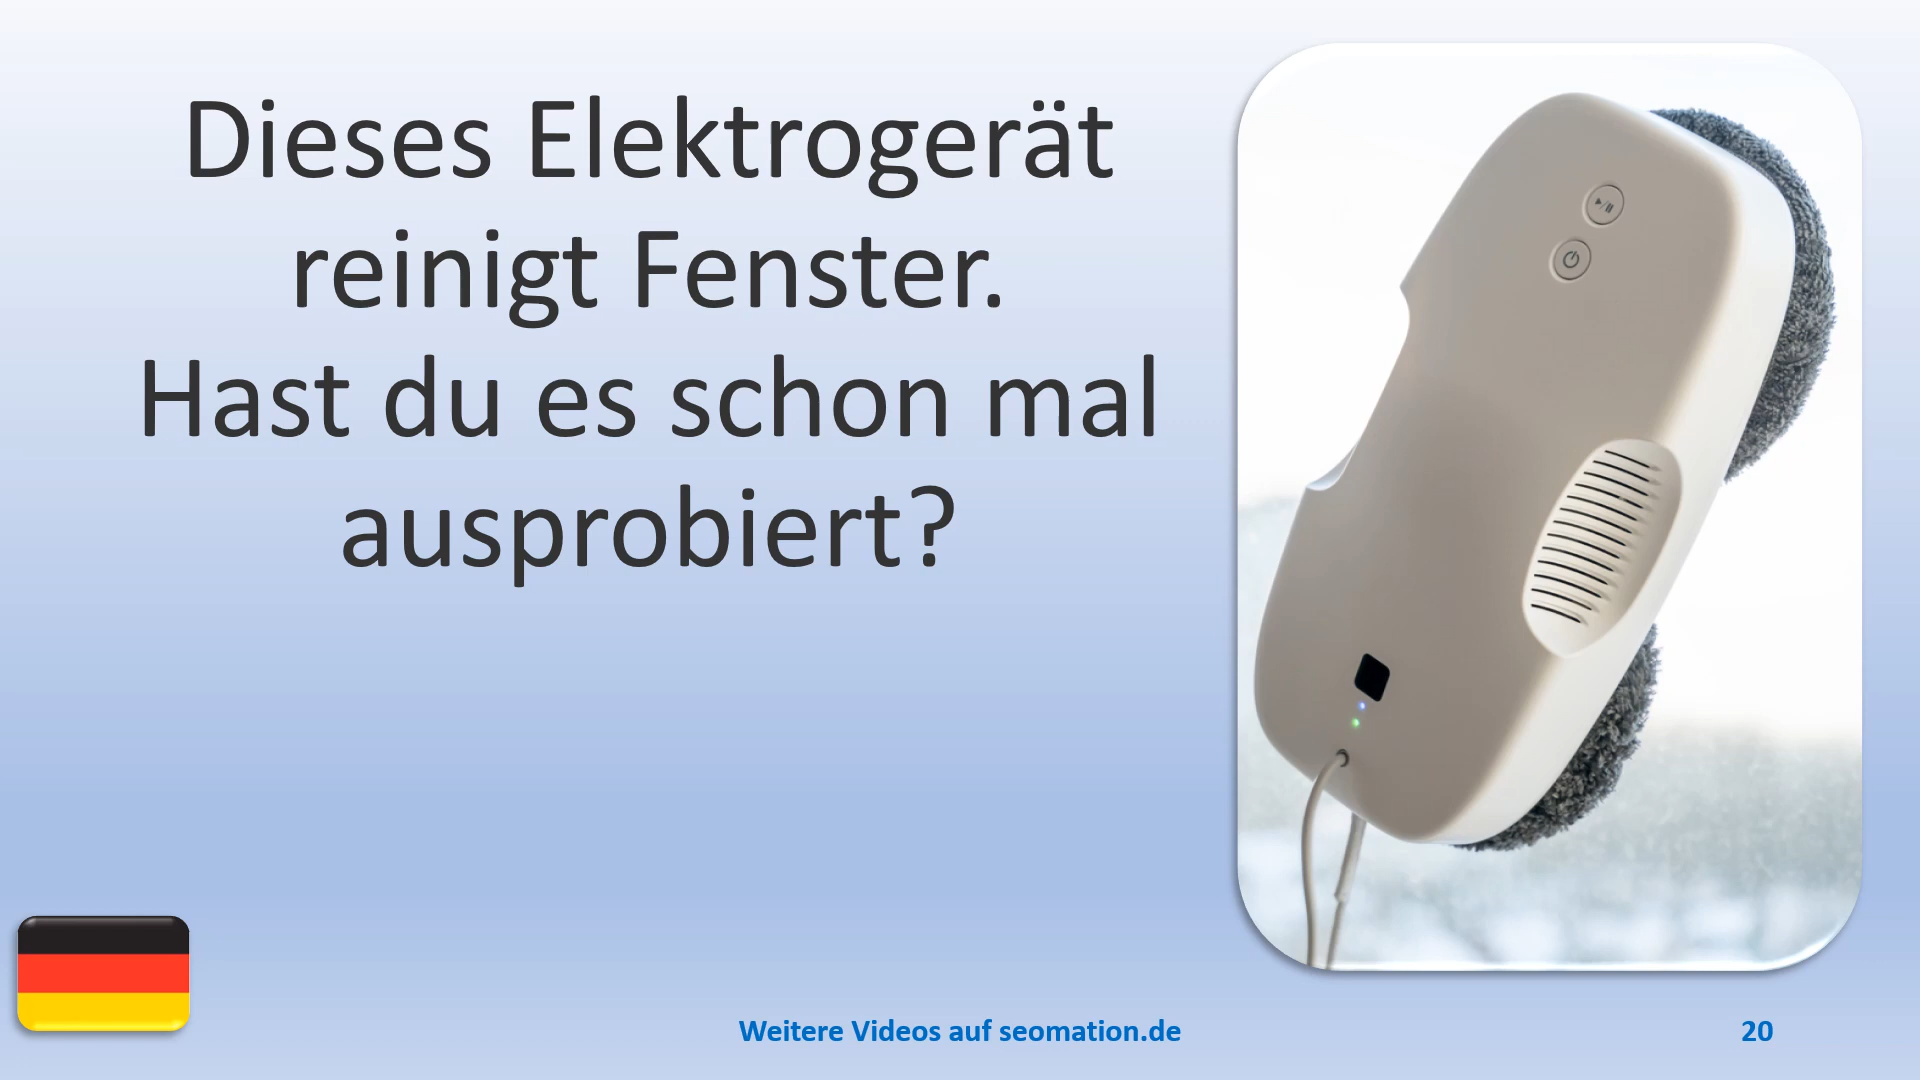 Dieses Elektrogerät
reinigt Fenster.
Hast du es schon mal
ausprobiert?
Weitere Videos auf seomation.de
20